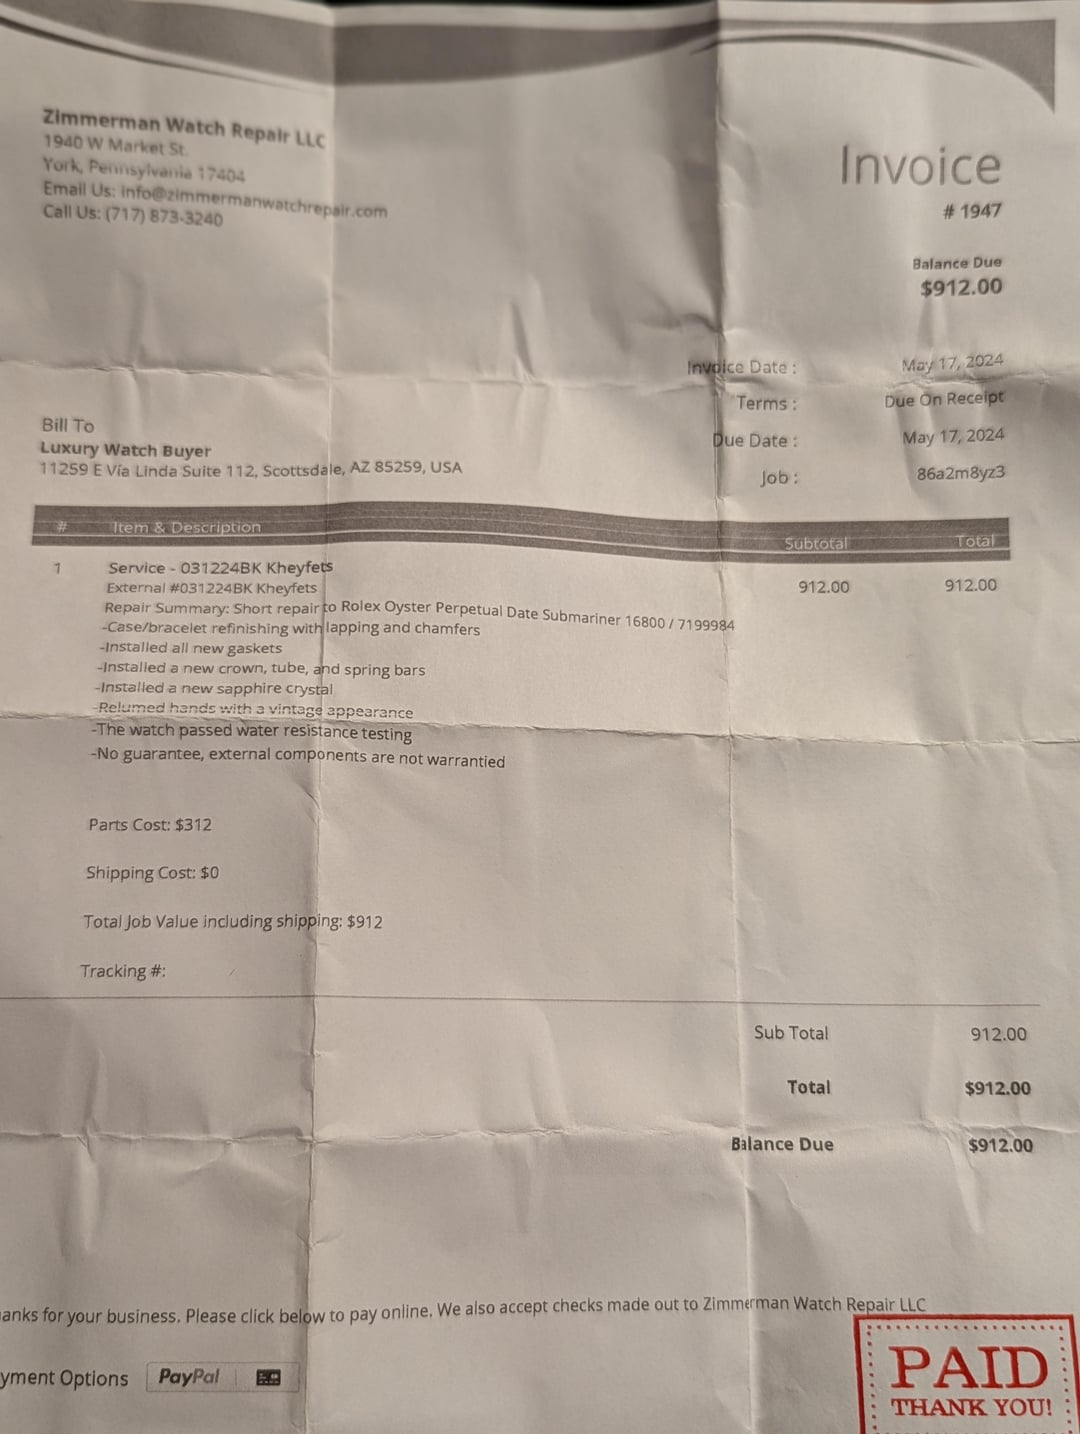 Zimmerman Watch Repair LLC
1940 W Market St.
York, Pennsylvania 17404
Email Us: info@zimmermanwatchrepair.com
Call Us: (717) 873-3240
Invoice
# 1947
Balance Due
$912.00
Invoice Date : May 17, 2024
Terms : Due On Receipt
Due Date : May 17, 2024
Job : 86a2m8yz3
Bill To
Luxury Watch Buyer
11259 E Vía Linda Suite 112, Scottsdale, AZ 85259, USA
# Item & Description Subtotal Total
1 Service - 031224BK Kheyfets
External #031224BK Kheyfets 912.00 912.00
Repair Summary: Short repair to Rolex Oyster Perpetual Date Submariner 16800 / 7199984
-Case/bracelet refinishing with lapping and chamfers
-Installed all new gaskets
-Installed a new crown, tube, and spring bars
-Installed a new sapphire crystal
-Relumed hands with a vintage appearance
-The watch passed water resistance testing
-No guarantee, external components are not warrantied
Parts Cost: $312
Shipping Cost: $0
Total Job Value including shipping: $912
Tracking #:
Sub Total 912.00
Total $912.00
Balance Due $912.00
anks for your business. Please click below to pay online. We also accept checks made out to Zimmerman Watch Repair LLC
yment Options PayPal
PAID
THANK YOU!